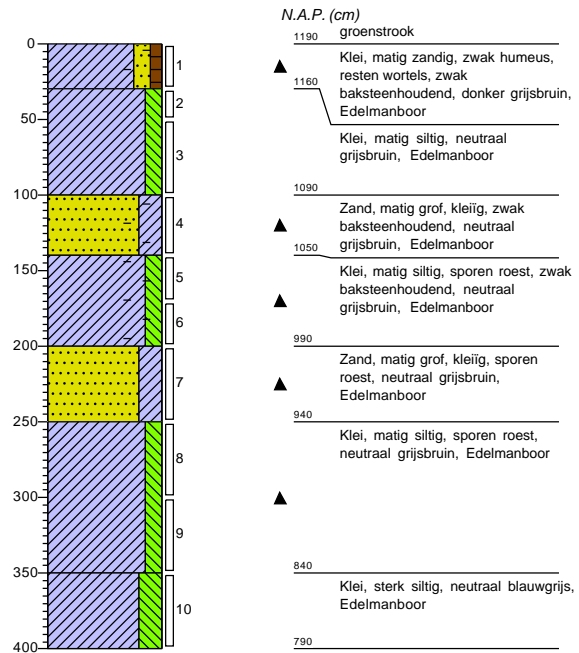 N.A.P. (cm)
groenstrook
0
50
100
150
200
250
300
350
400
1
2
3
4
5
6
7
8
9
10
1190
Klei, matig zandig, zwak humeus,
resten wortels, zwak
baksteenhoudend, donker grijsbruin,
Edelmanboor
1160
Klei, matig siltig, neutraal
grijsbruin, Edelmanboor
1090
Zand, matig grof, kleiïg, zwak
baksteenhoudend, neutraal
grijsbruin, Edelmanboor
1050
Klei, matig siltig, sporen roest, zwak
baksteenhoudend, neutraal
grijsbruin, Edelmanboor
990
Zand, matig grof, kleiïg, sporen
roest, neutraal grijsbruin,
Edelmanboor
940
Klei, matig siltig, sporen roest,
neutraal grijsbruin, Edelmanboor
840
Klei, sterk siltig, neutraal blauwgrijs,
Edelmanboor
790